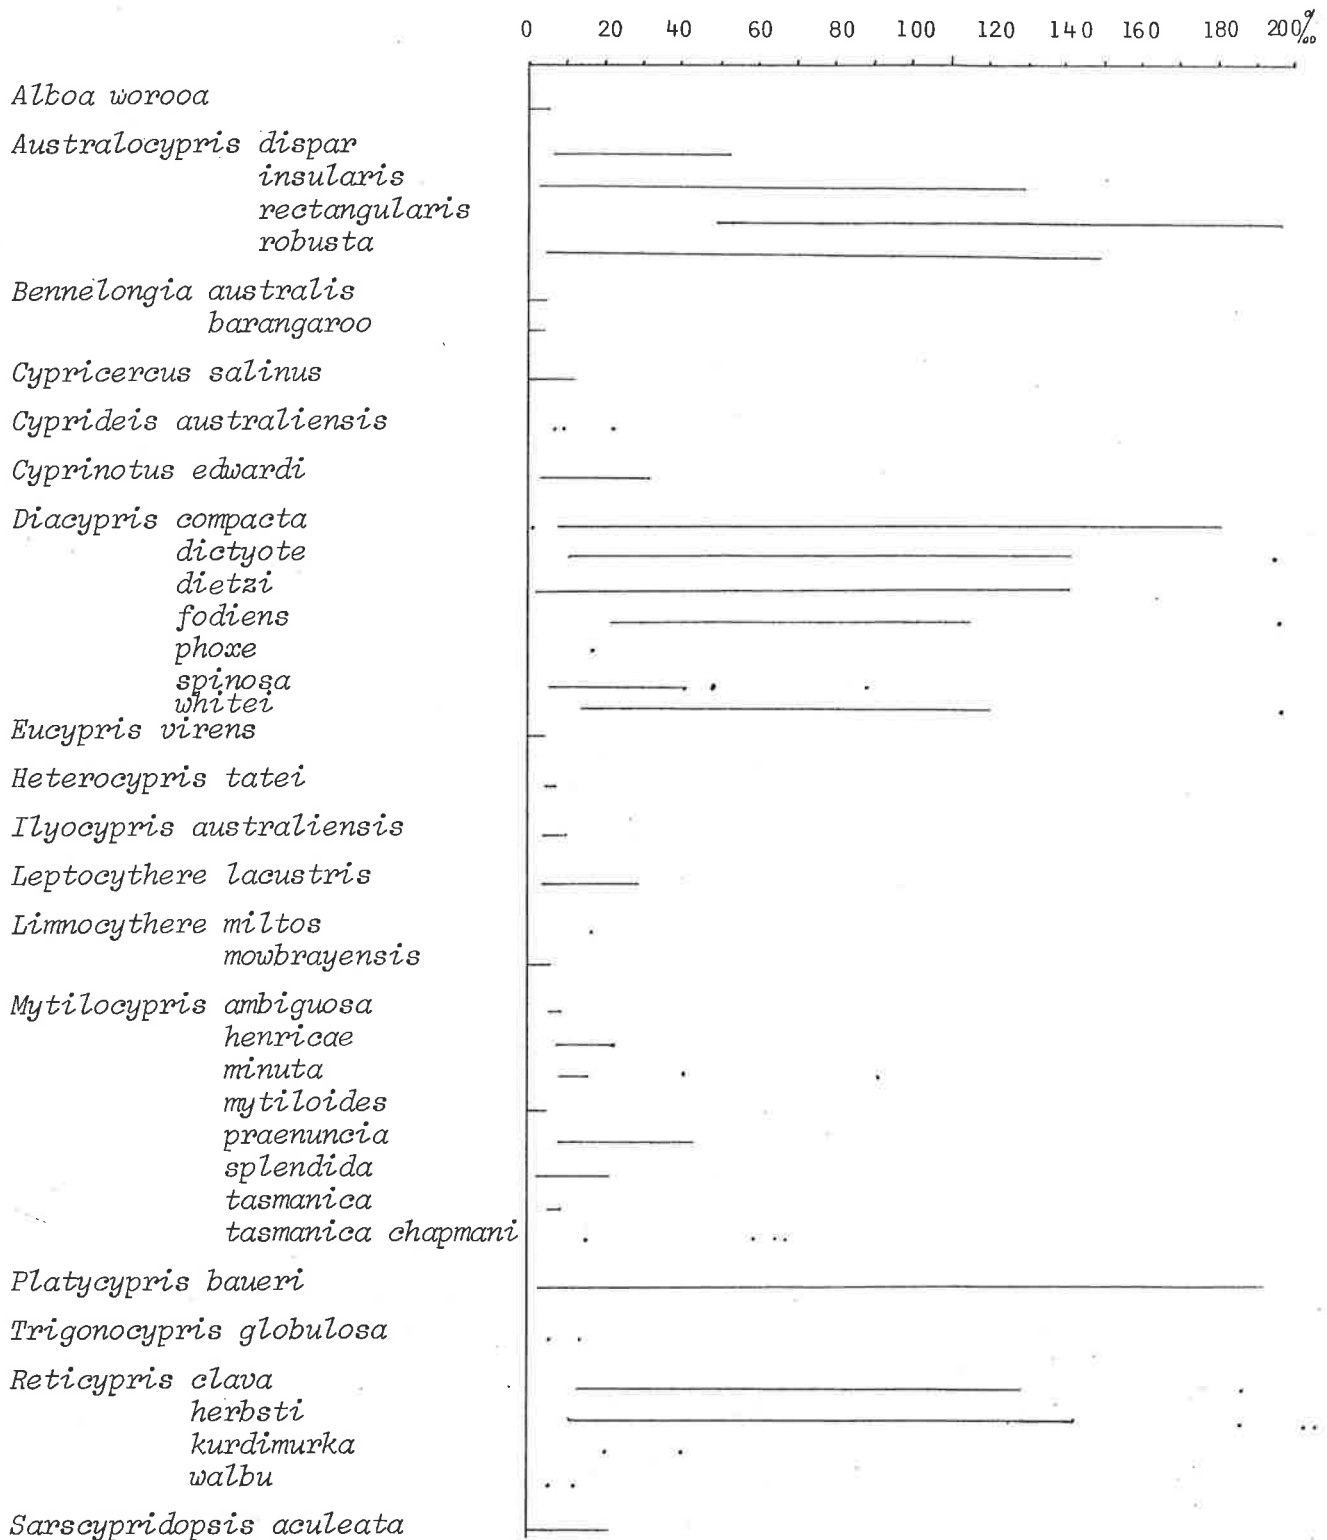 0 20 40 60 80 100 120 140 160 180 200‰
Alboa worooa
Australocypris dispar
insularis
rectangularis
robusta
Bennelongia australis
barangaroo
Cypricercus salinus
Cyprideis australiensis
Cyprinotus edwardi
Diacypris compacta
dictyote
dietzi
fodiens
phoxe
spinosa
whitei
Eucypris virens
Heterocypris tatei
Ilyocypris australiensis
Leptocythere lacustris
Limnocythere miltos
mowbrayensis
Mytilocypris ambiguosa
henricae
minuta
mytiloides
praenuncia
splendida
tasmanica
tasmanica chapmani
Platycypris baueri
Trigonocypris globulosa
Reticypris clava
herbsti
kurdimurka
walbu
Sarscypridopsis aculeata